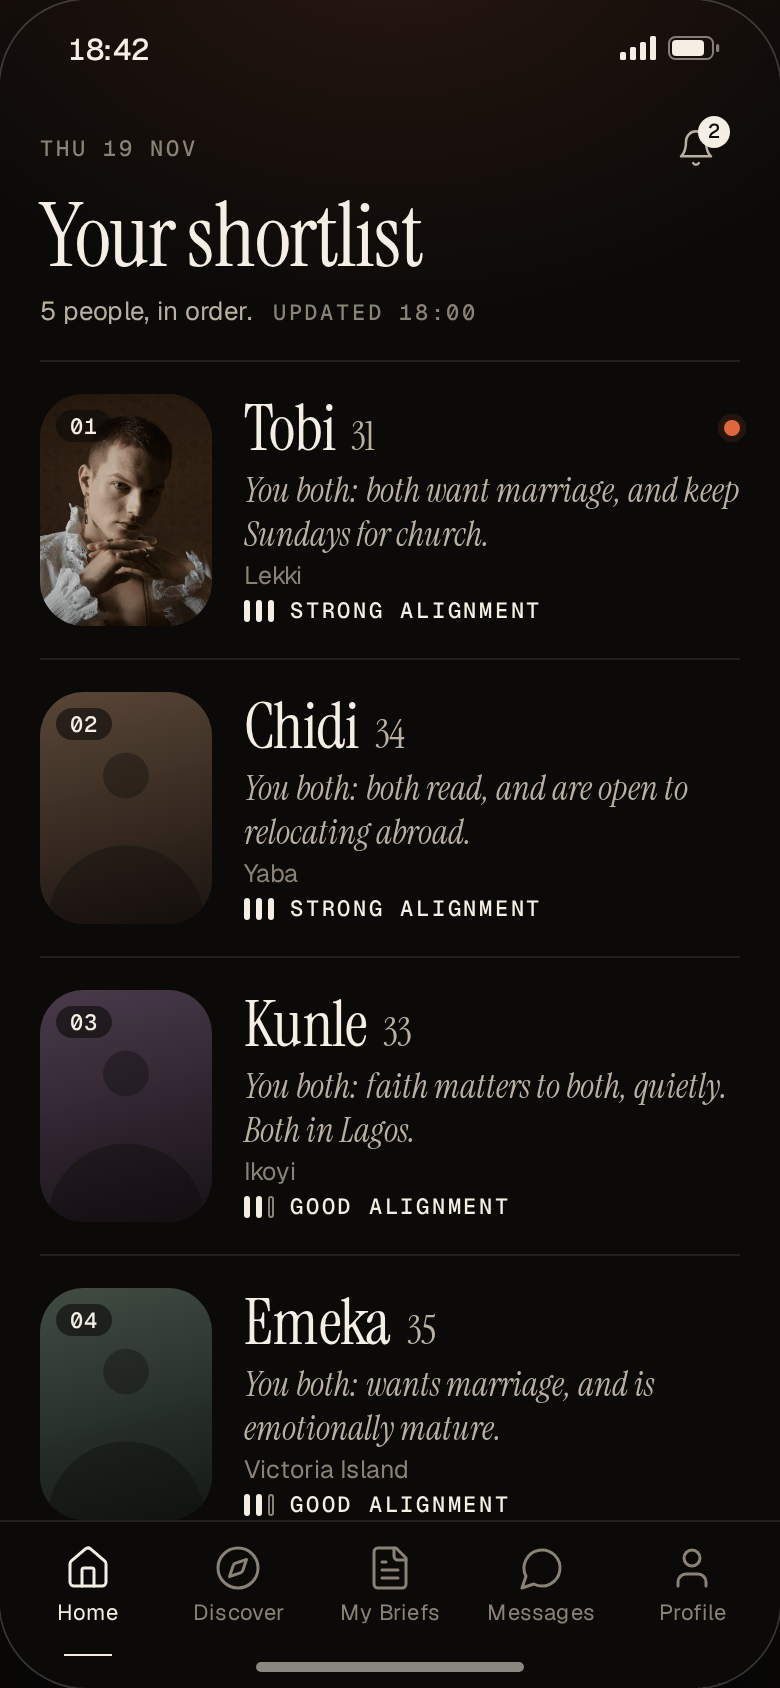 18:42
THU 19 NOV
2
Your shortlist
5 people, in order. UPDATED 18:00
01
Tobi 31
You both: both want marriage, and keep
Sundays for church.
Lekki
STRONG ALIGNMENT
02
Chidi 34
You both: both read, and are open to
relocating abroad.
Yaba
STRONG ALIGNMENT
03
Kunle 33
You both: faith matters to both, quietly.
Both in Lagos.
Ikoyi
GOOD ALIGNMENT
04
Emeka 35
You both: wants marriage, and is
emotionally mature.
Victoria Island
GOOD ALIGNMENT
Home Discover My Briefs Messages Profile